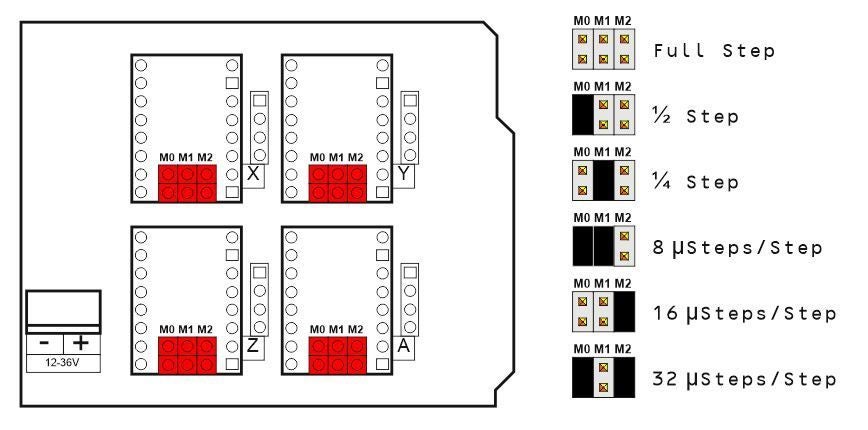 M0 M1 M2
X
M0 M1 M2
Y
M0 M1 M2
Z
M0 M1 M2
A
- +
12-36V
M0 M1 M2
Full Step
M0 M1 M2
½ Step
M0 M1 M2
¼ Step
M0 M1 M2
8 µSteps/Step
M0 M1 M2
16 µSteps/Step
M0 M1 M2
32 µSteps/Step